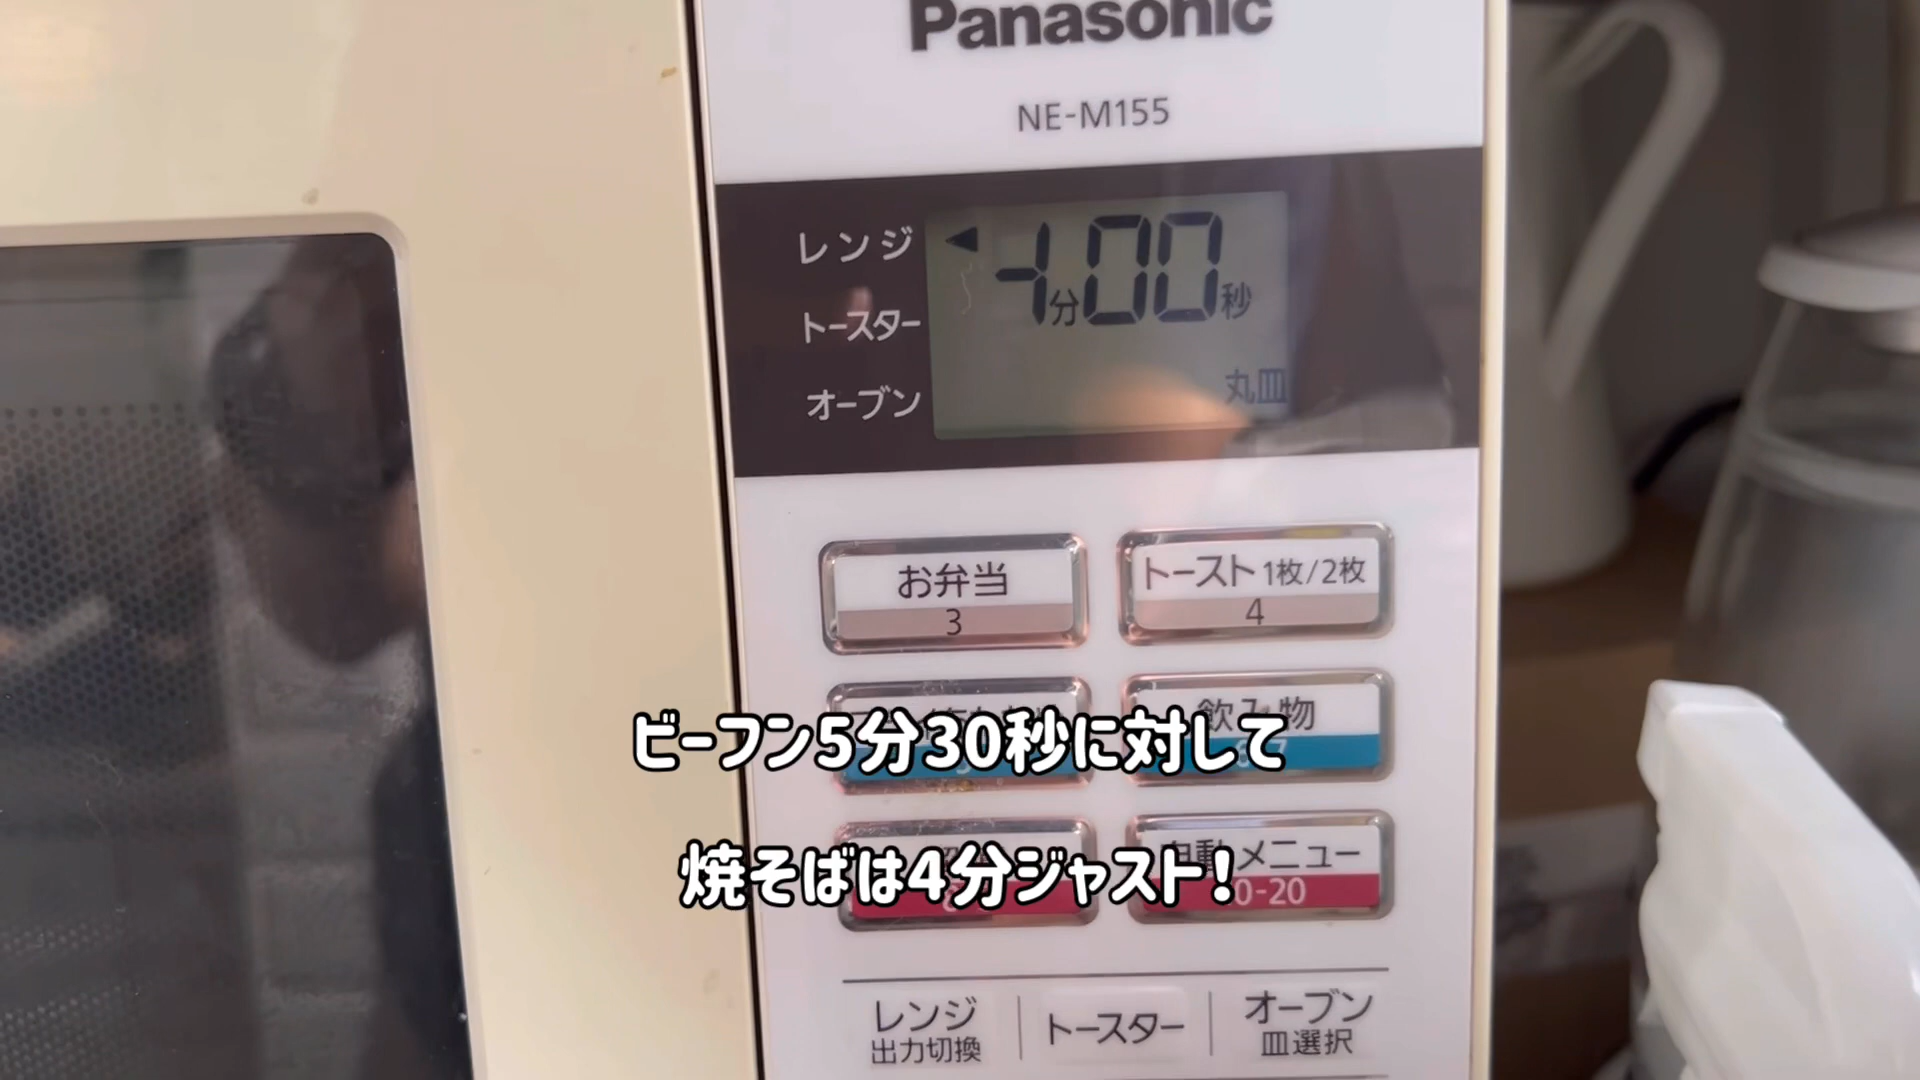 Panasonic
NE-M155
レンジ
4分00秒
トースター
丸皿
オーブン
お弁当
3
トースト 1枚/2枚
4
飲み物
ビーフン5分30秒に対して
焼そばは4分ジャスト!
自動メニュー
0-20
レンジ
出力切換
トースター
オーブン
皿選択